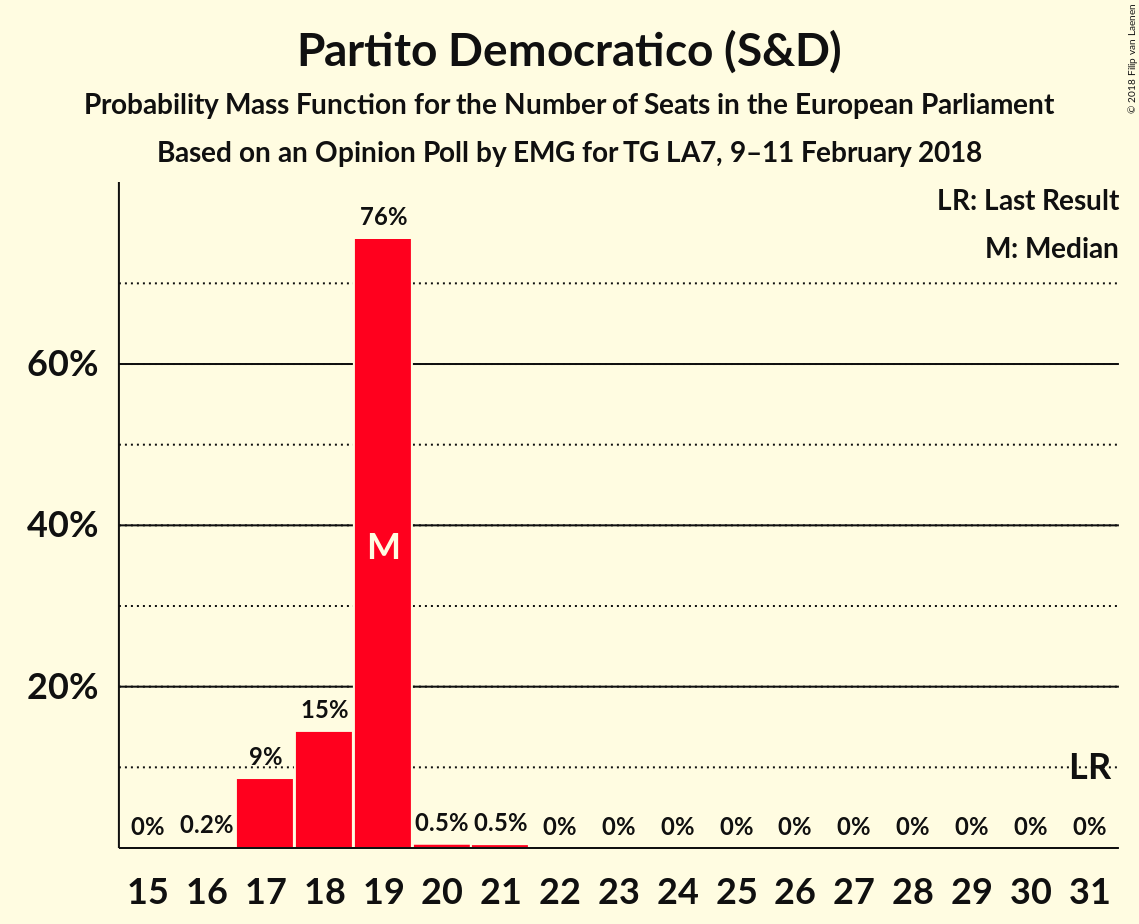 Partito Democratico (S&D)
Probability Mass Function for the Number of Seats in the European Parliament
Based on an Opinion Poll by EMG for TG LA7, 9–11 February 2018
© 2018 Filip van Laenen
LR: Last Result
M: Median
76%
60%
M
40%
20%
15%
9%
LR
0% 0.2% 0.5% 0.5% 0% 0% 0% 0% 0% 0% 0% 0% 0% 0%
15 16 17 18 19 20 21 22 23 24 25 26 27 28 29 30 31